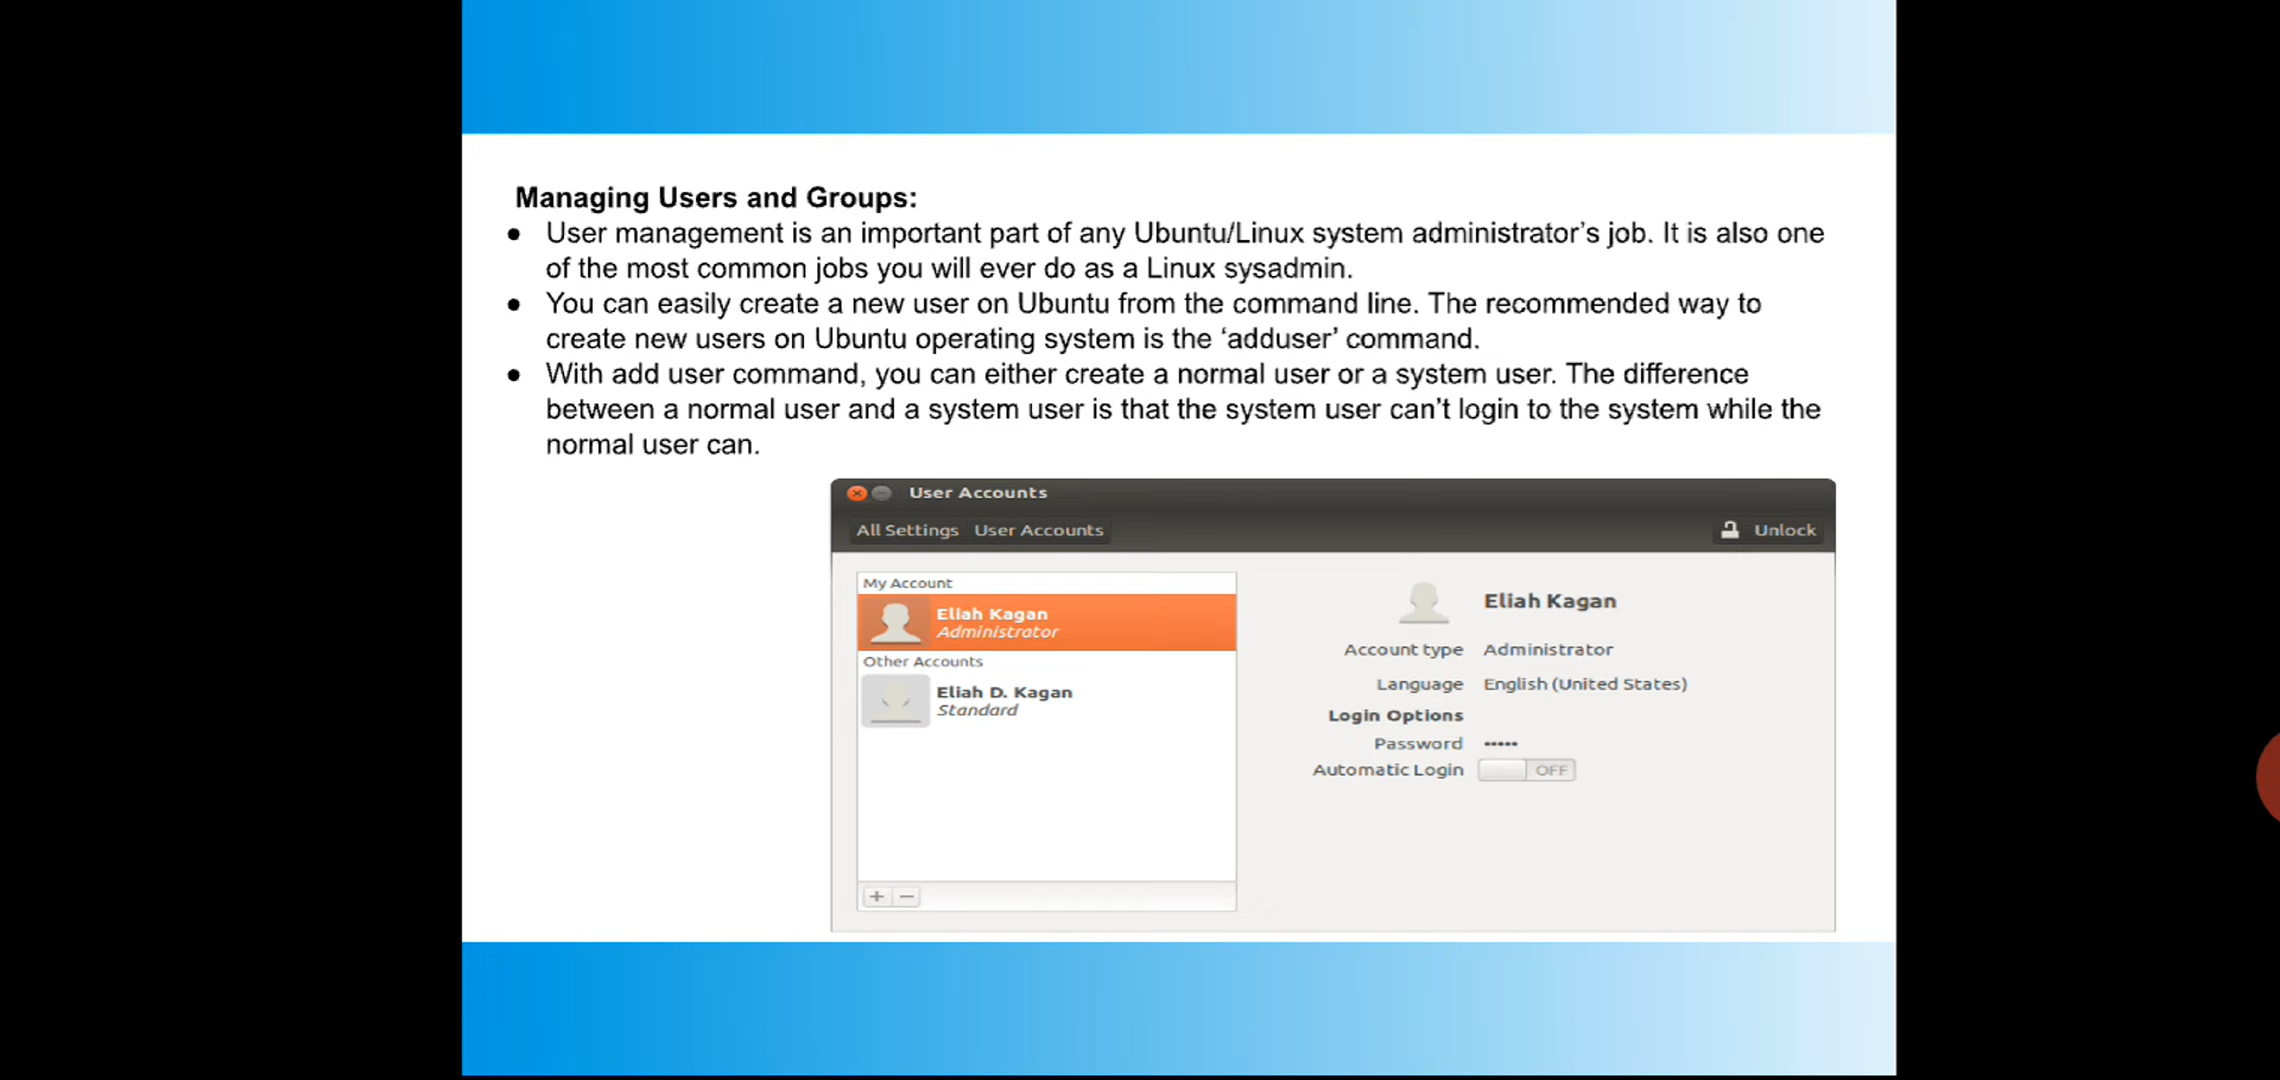 Managing Users and Groups:
● User management is an important part of any Ubuntu/Linux system administrator’s job. It is also one
of the most common jobs you will ever do as a Linux sysadmin.
● You can easily create a new user on Ubuntu from the command line. The recommended way to
create new users on Ubuntu operating system is the ‘adduser’ command.
● With add user command, you can either create a normal user or a system user. The difference
between a normal user and a system user is that the system user can’t login to the system while the
normal user can.
User Accounts
All Settings User Accounts
Unlock
My Account
Eliah Kagan
Administrator
Other Accounts
Eliah D. Kagan
Standard
Eliah Kagan
Account type Administrator
Language English (United States)
Login Options
Password •••••
Automatic Login OFF